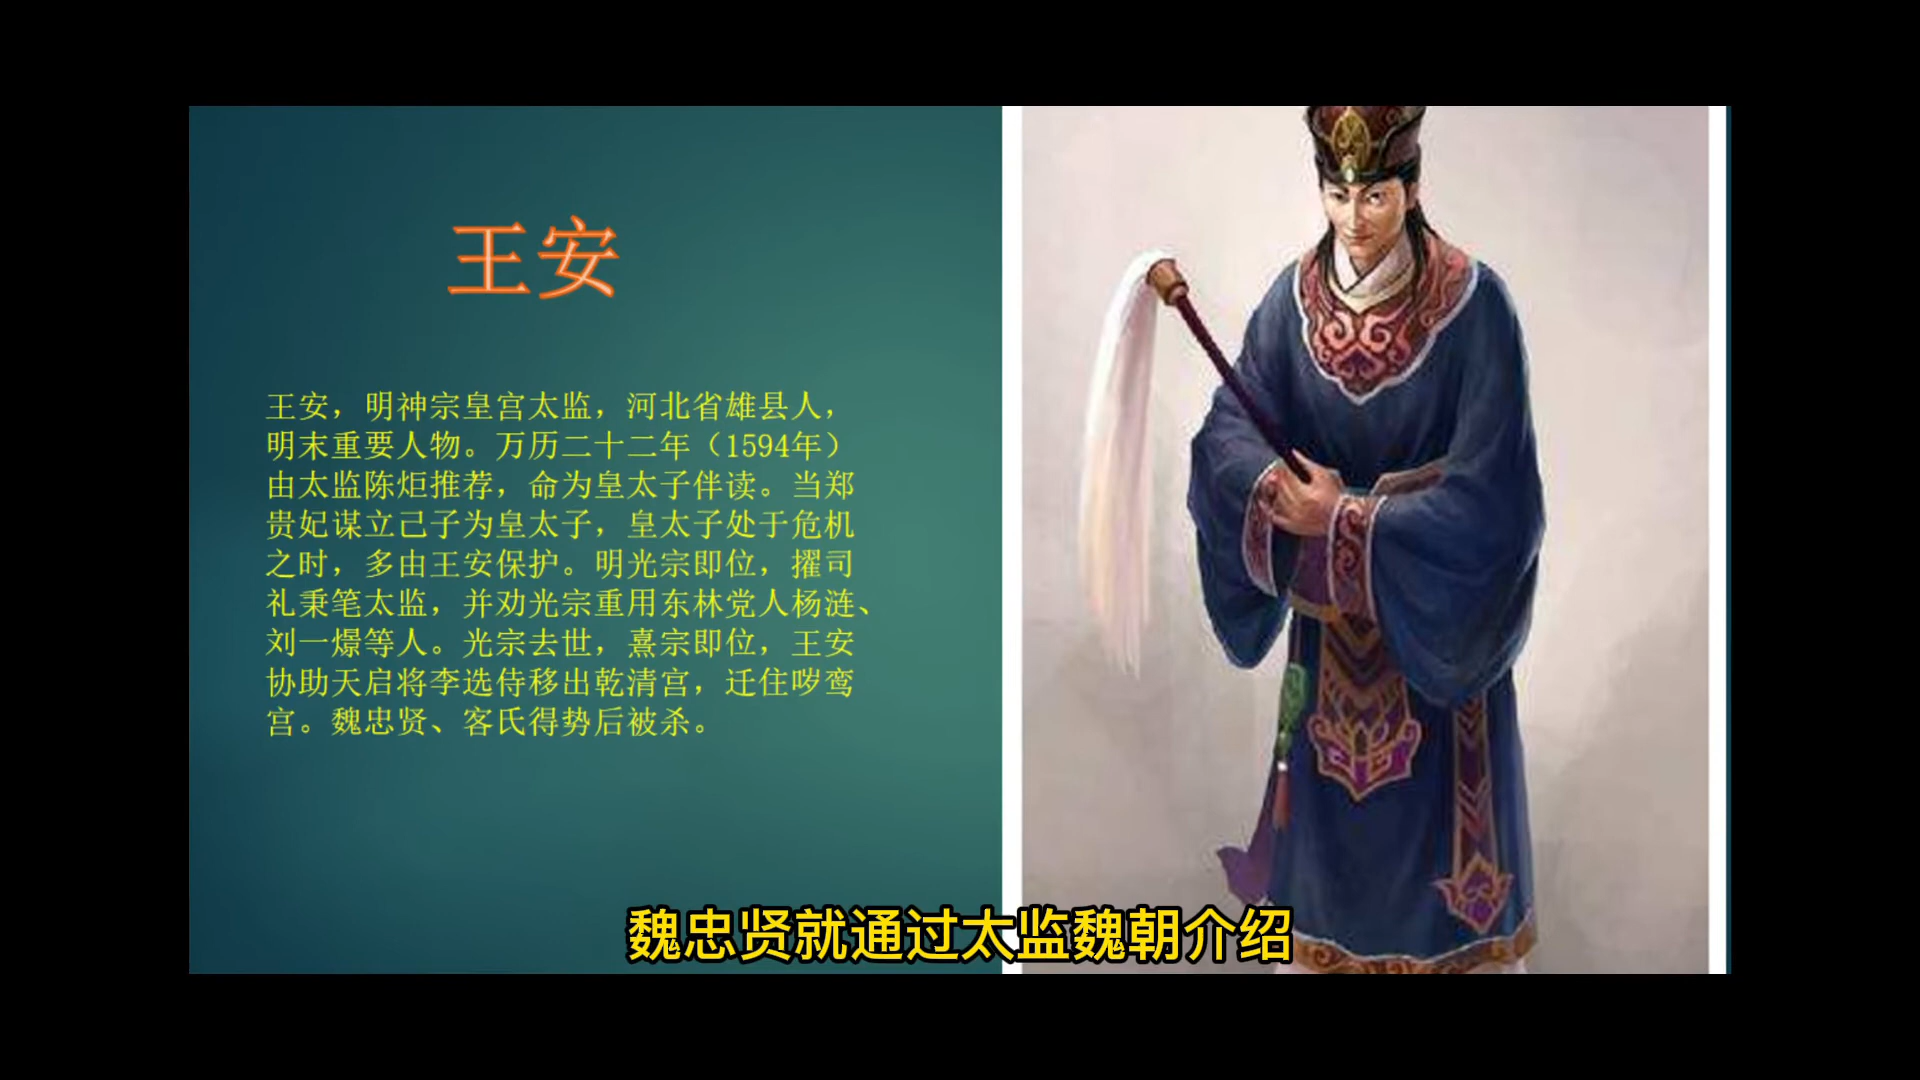 王安
王安，明神宗皇宫太监，河北省雄县人，
明末重要人物。万历二十二年（1594年）
由太监陈炬推荐，命为皇太子伴读。当郑
贵妃谋立己子为皇太子，皇太子处于危机
之时，多由王安保护。明光宗即位，擢司
礼秉笔太监，并劝光宗重用东林党人杨涟、
刘一燝等人。光宗去世，熹宗即位，王安
协助天启将李选侍移出乾清宫，迁住哕鸾
宫。魏忠贤、客氏得势后被杀。
魏忠贤就通过太监魏朝介绍